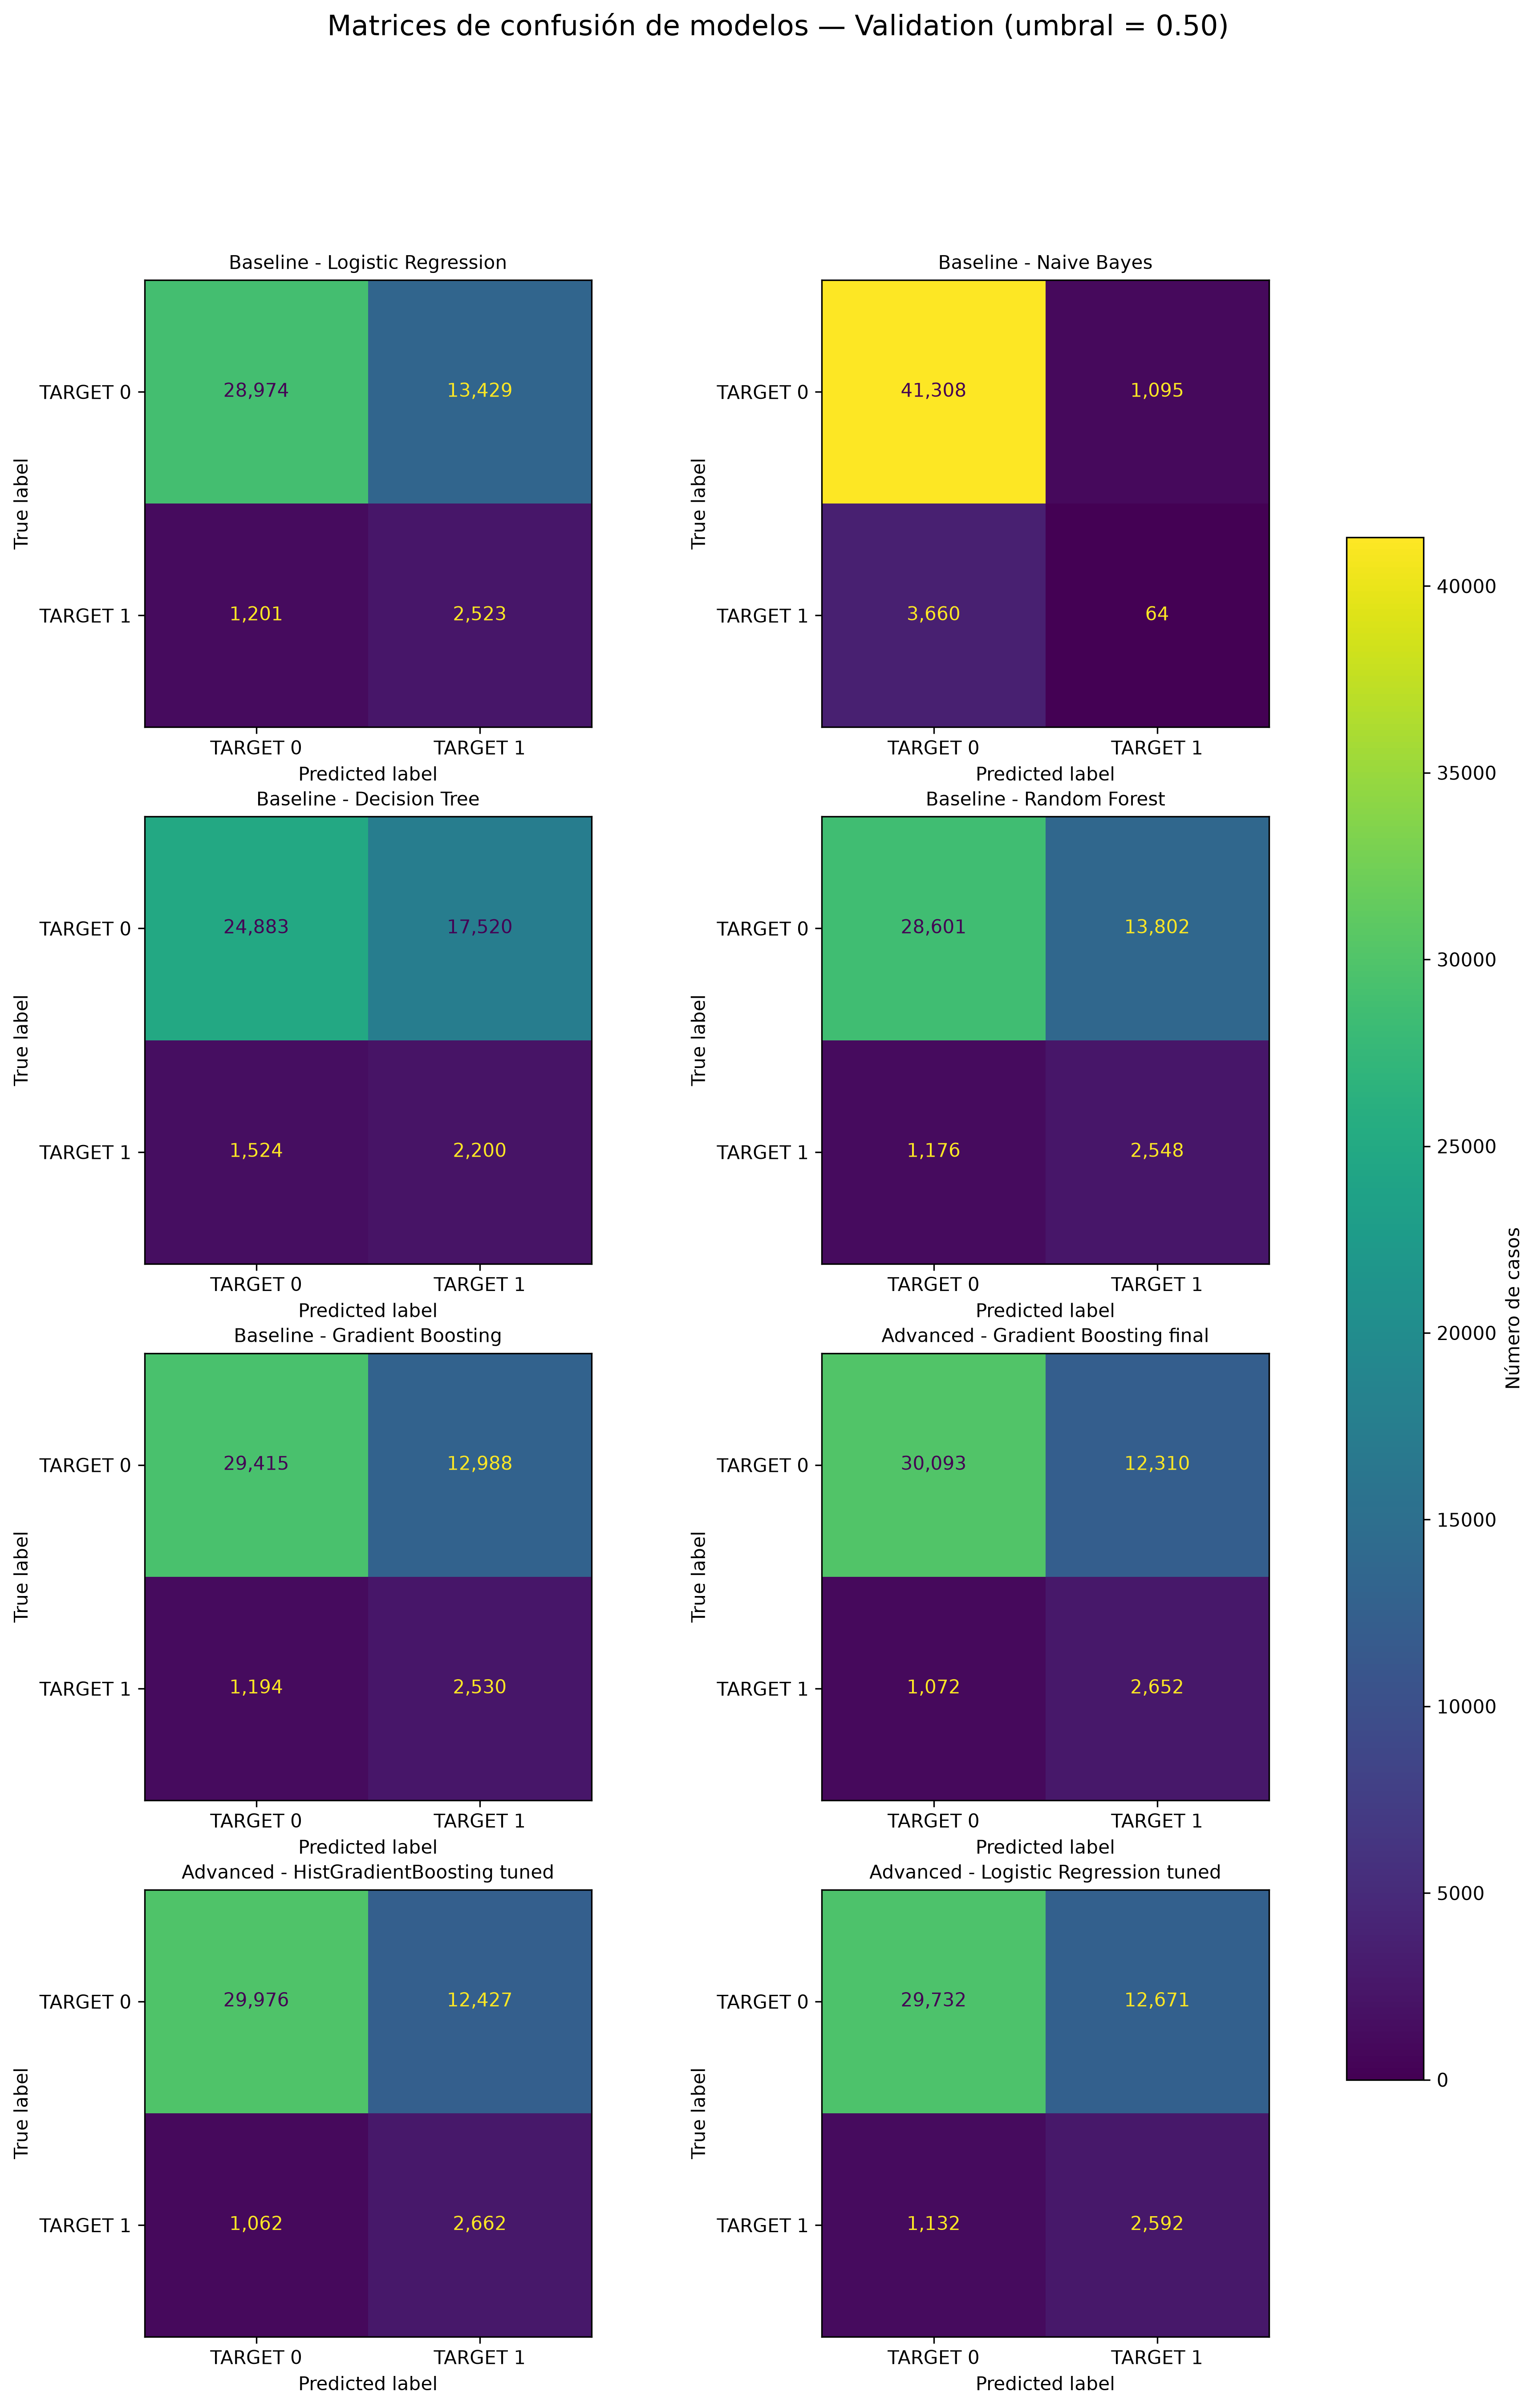 Matrices de confusión de modelos — Validation (umbral = 0.50)
Baseline - Logistic Regression
TARGET 0
28,974
13,429
True label
TARGET 1
1,201
2,523
TARGET 0
TARGET 1
Predicted label
Baseline - Naive Bayes
TARGET 0
41,308
1,095
True label
TARGET 1
3,660
64
TARGET 0
TARGET 1
Predicted label
Baseline - Decision Tree
TARGET 0
24,883
17,520
True label
TARGET 1
1,524
2,200
TARGET 0
TARGET 1
Predicted label
Baseline - Random Forest
TARGET 0
28,601
13,802
True label
TARGET 1
1,176
2,548
TARGET 0
TARGET 1
Predicted label
Baseline - Gradient Boosting
TARGET 0
29,415
12,988
True label
TARGET 1
1,194
2,530
TARGET 0
TARGET 1
Predicted label
Advanced - Gradient Boosting final
TARGET 0
30,093
12,310
True label
TARGET 1
1,072
2,652
TARGET 0
TARGET 1
Predicted label
Advanced - HistGradientBoosting tuned
TARGET 0
29,976
12,427
True label
TARGET 1
1,062
2,662
TARGET 0
TARGET 1
Predicted label
Advanced - Logistic Regression tuned
TARGET 0
29,732
12,671
True label
TARGET 1
1,132
2,592
TARGET 0
TARGET 1
Predicted label
40000
35000
30000
25000
20000
15000
10000
5000
0
Número de casos